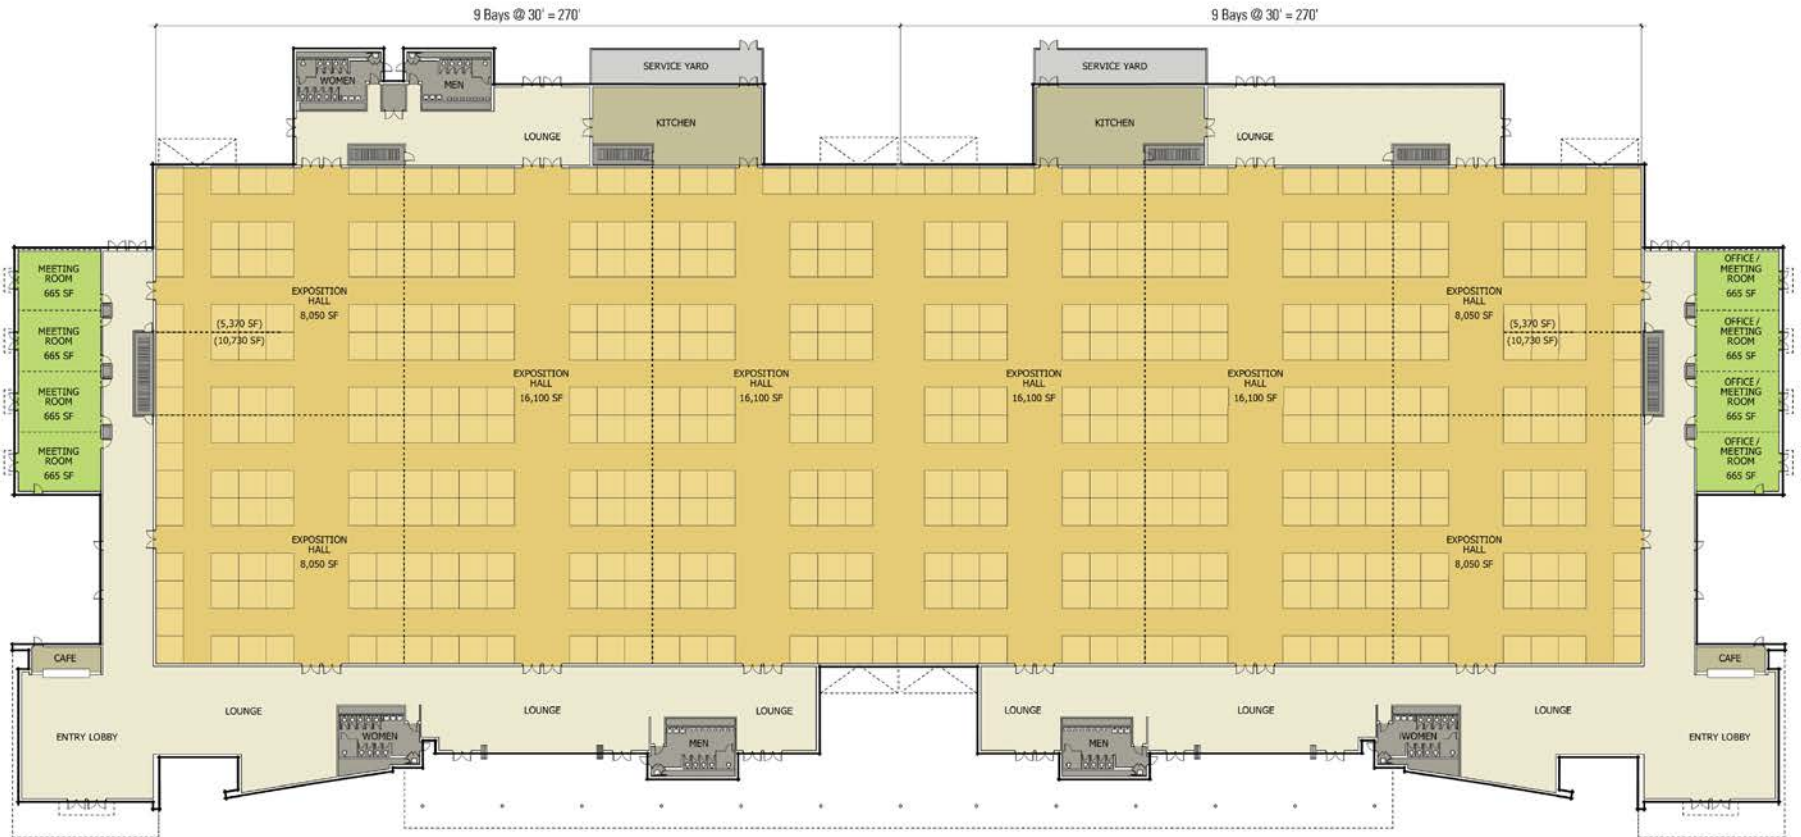 9 Bays @ 30' = 270'
9 Bays @ 30' = 270'
WOMEN
MEN
SERVICE YARD
SERVICE YARD
LOUNGE
KITCHEN
KITCHEN
LOUNGE
MEETING
ROOM
665 SF
MEETING
ROOM
665 SF
MEETING
ROOM
665 SF
MEETING
ROOM
665 SF
EXPOSITION
HALL
8,050 SF
(5,370 SF)
(10,730 SF)
EXPOSITION
HALL
16,100 SF
EXPOSITION
HALL
16,100 SF
EXPOSITION
HALL
16,100 SF
EXPOSITION
HALL
16,100 SF
EXPOSITION
HALL
8,050 SF
(5,370 SF)
(10,730 SF)
OFFICE /
MEETING
ROOM
665 SF
OFFICE /
MEETING
ROOM
665 SF
OFFICE /
MEETING
ROOM
665 SF
OFFICE /
MEETING
ROOM
665 SF
EXPOSITION
HALL
8,050 SF
EXPOSITION
HALL
8,050 SF
CAFE
CAFE
ENTRY LOBBY
LOUNGE
WOMEN
LOUNGE
MEN
LOUNGE
LOUNGE
MEN
LOUNGE
WOMEN
LOUNGE
ENTRY LOBBY